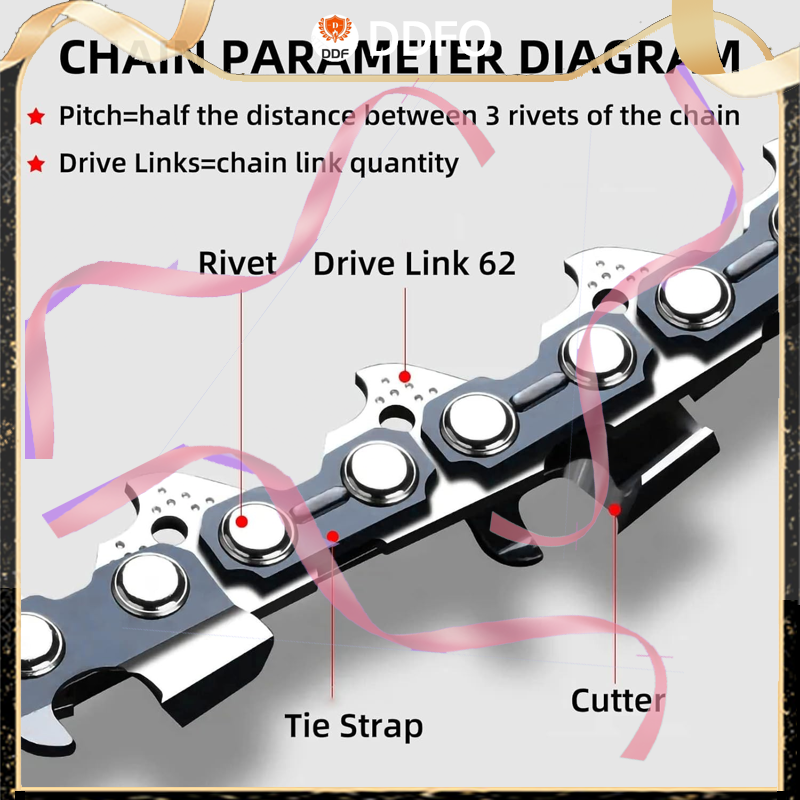 DDFO
DDF
CHAIN PARAMETER DIAGRAM
Pitch=half the distance between 3 rivets of the chain
Drive Links=chain link quantity
Rivet
Drive Link 62
Cutter
Tie Strap